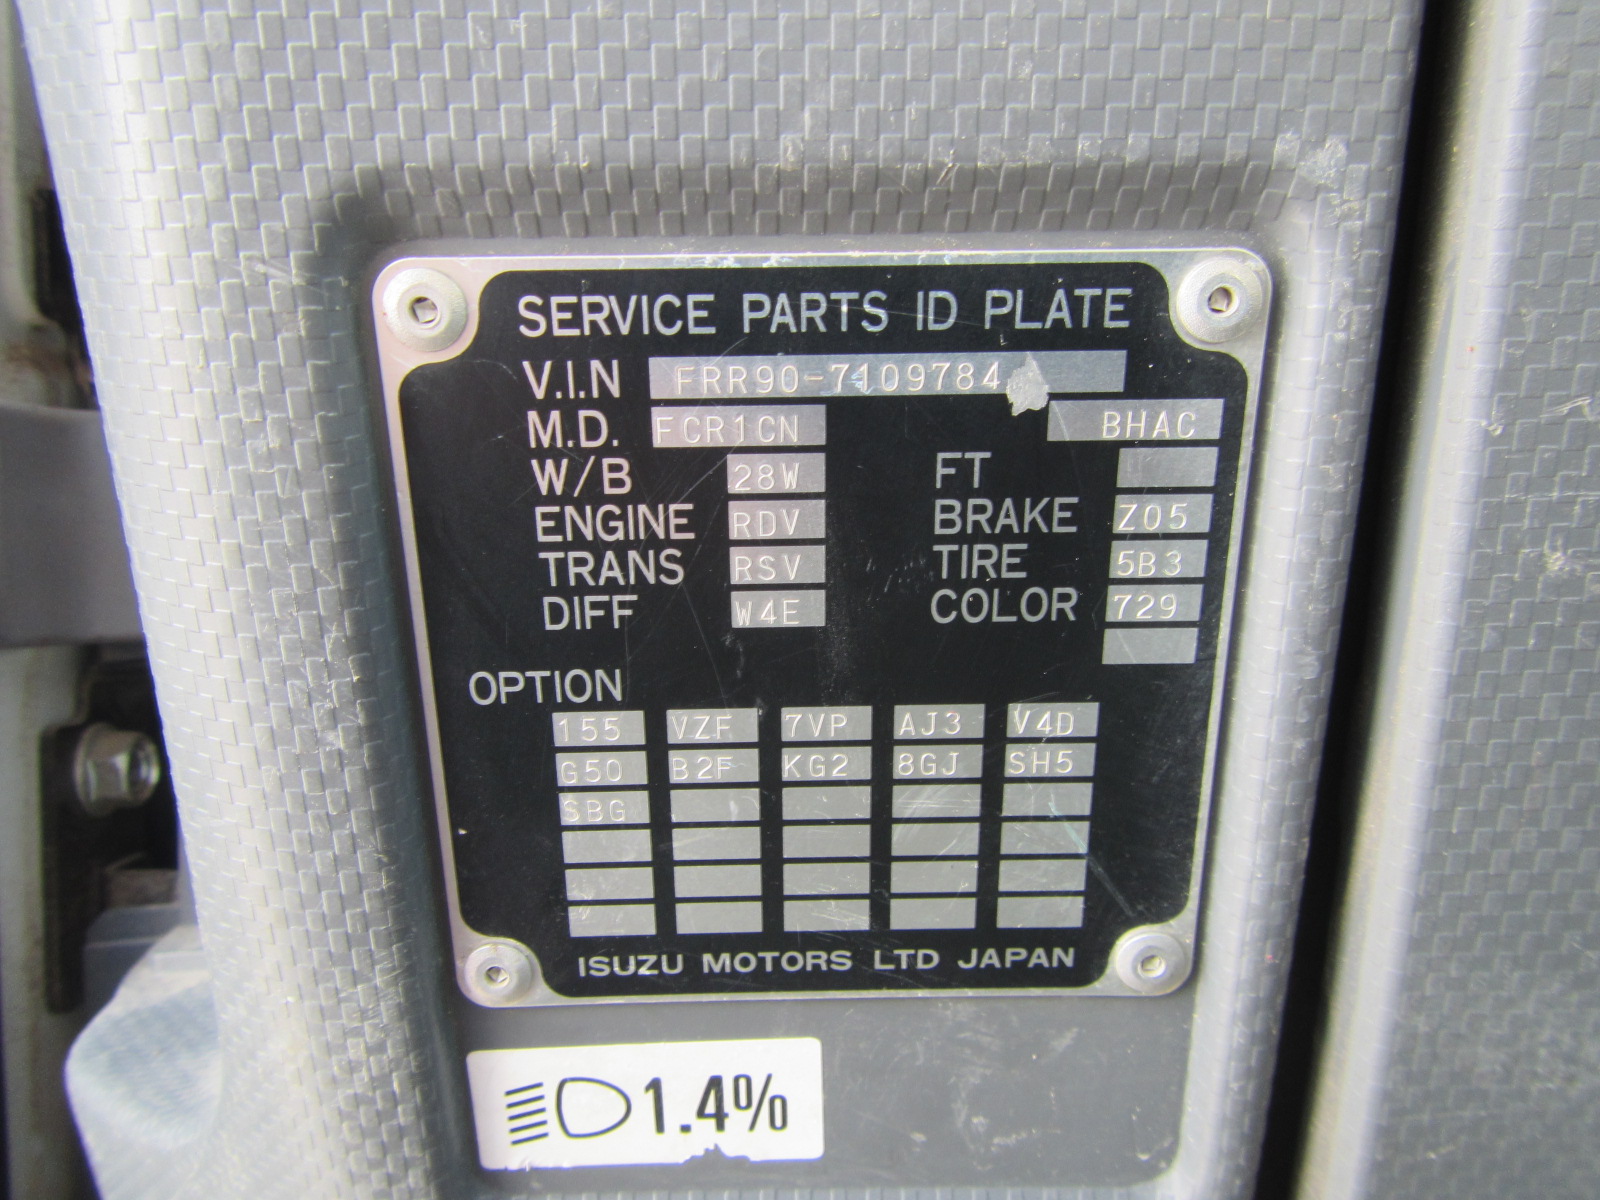 SERVICE PARTS ID PLATE
V.I.N FRR90-7109784
M.D. FCR1CN BHAC
W/B 28W FT
ENGINE RDV BRAKE Z05
TRANS RSV TIRE 5B3
DIFF W4E COLOR 729
OPTION
155 VZF 7VP AJ3 V4D
G50 B2F KG2 8GJ SH5
SBG
ISUZU MOTORS LTD JAPAN
1.4%